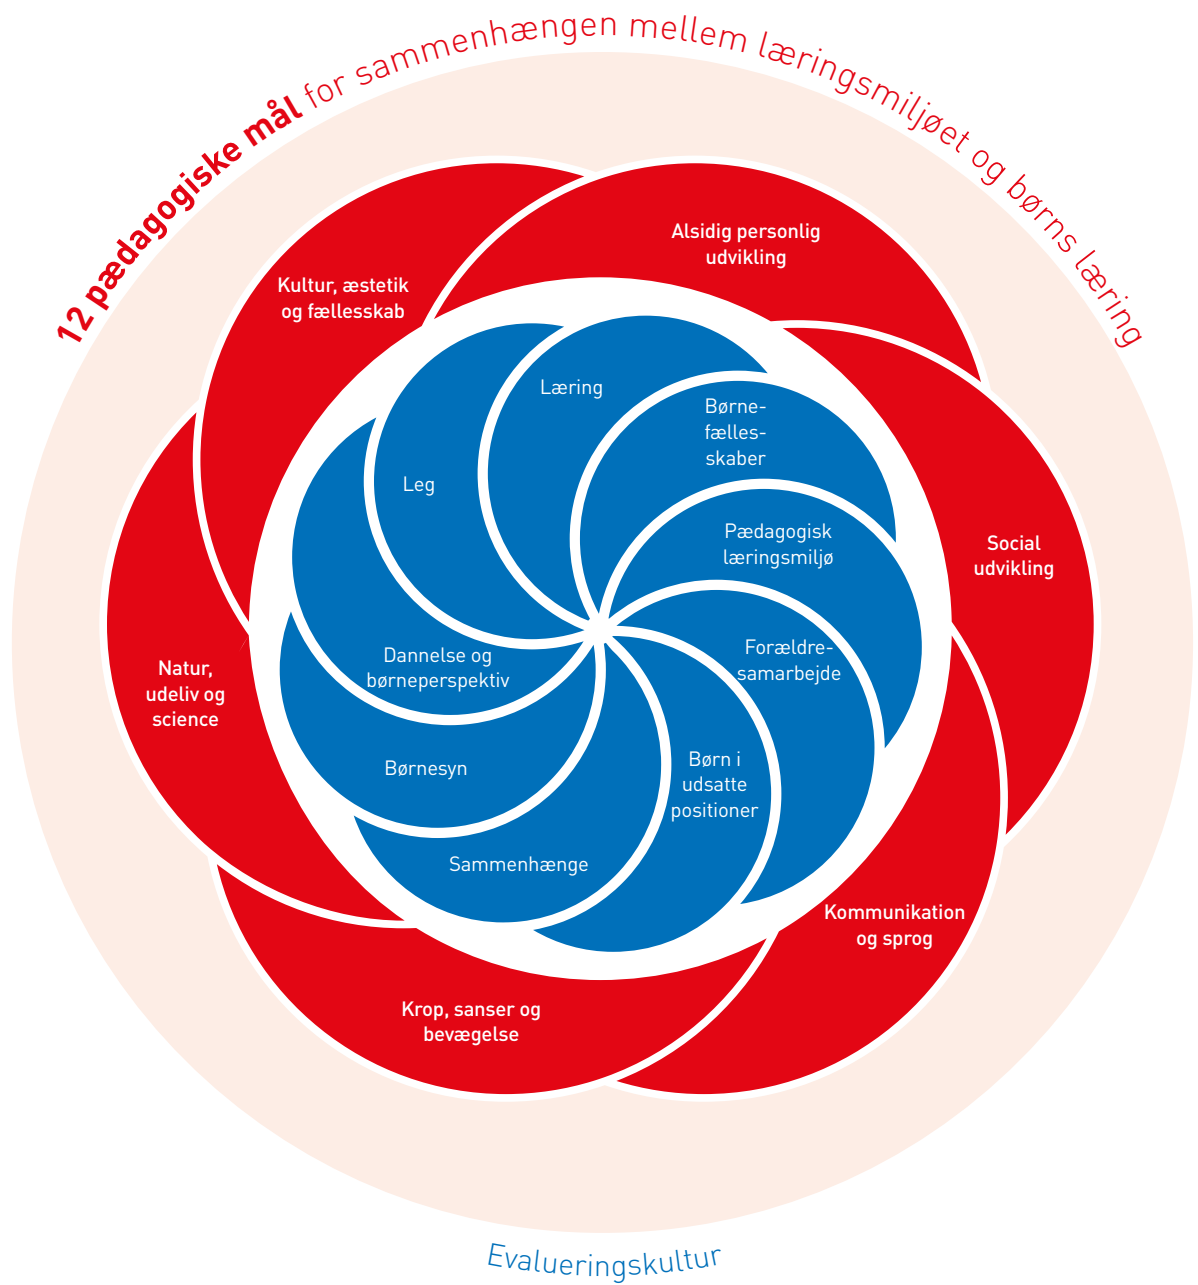 12 pædagogiske mål for sammenhængen mellem læringsmiljøet og børns læring
Alsidig personlig
udvikling
Kultur, æstetik
og fællesskab
Læring
Børne-
fælles-
skaber
Leg
Pædagogisk
læringsmiljø
Social
udvikling
Forældre-
samarbejde
Dannelse og
børneperspektiv
Natur,
udeliv og
science
Børnesyn
Børn i
udsatte
positioner
Sammenhænge
Kommunikation
og sprog
Krop, sanser og
bevægelse
Evalueringskultur